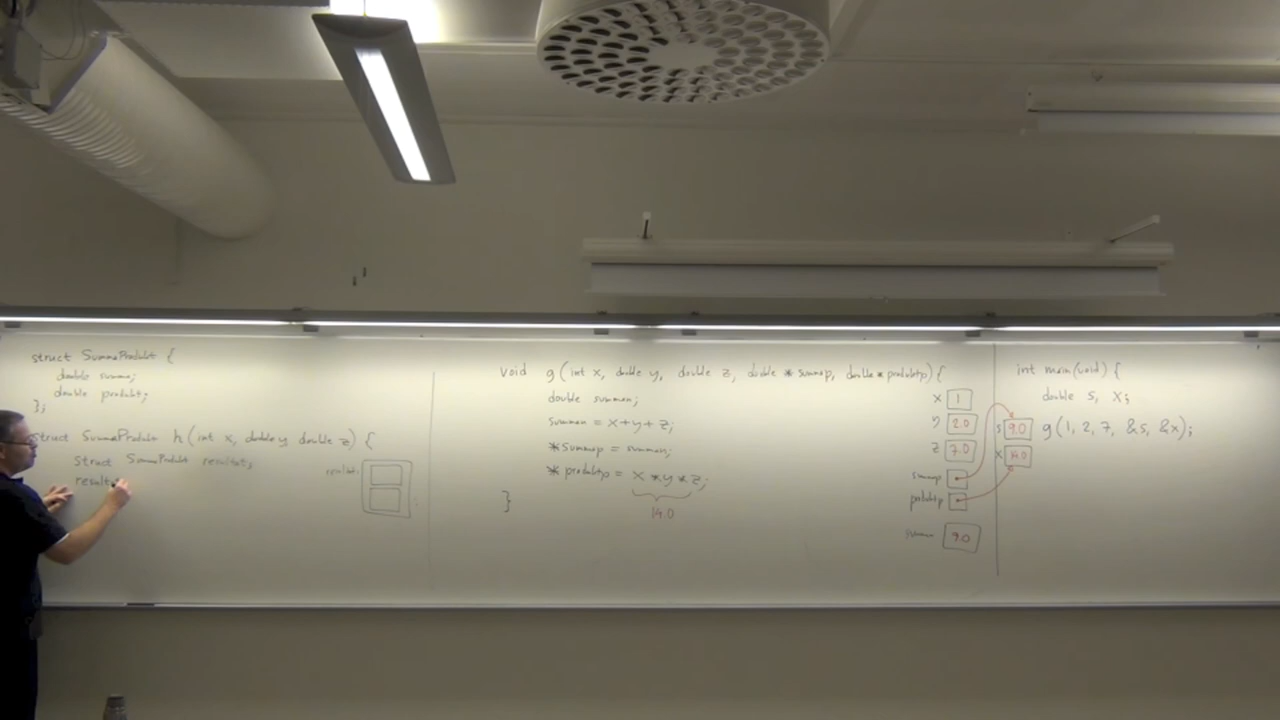 struct SummaProdukt {
double summa;
double produkt;
};
struct SummaProdukt h(int x, double y double z) {
struct SummaProdukt resultat;
result
resultat
void g(int x, double y, double z, double * summap, double * produktp) {
double summan;
summan = x+y+z;
*summap = summan;
* produktp = x *y * z;
14.0
}
x 1
y 2.0
z 7.0
summap
produktp
summan 9.0
int main(void) {
double s, x;
s 9.0
x 14.0
g(1, 2, 7, &s, &x);